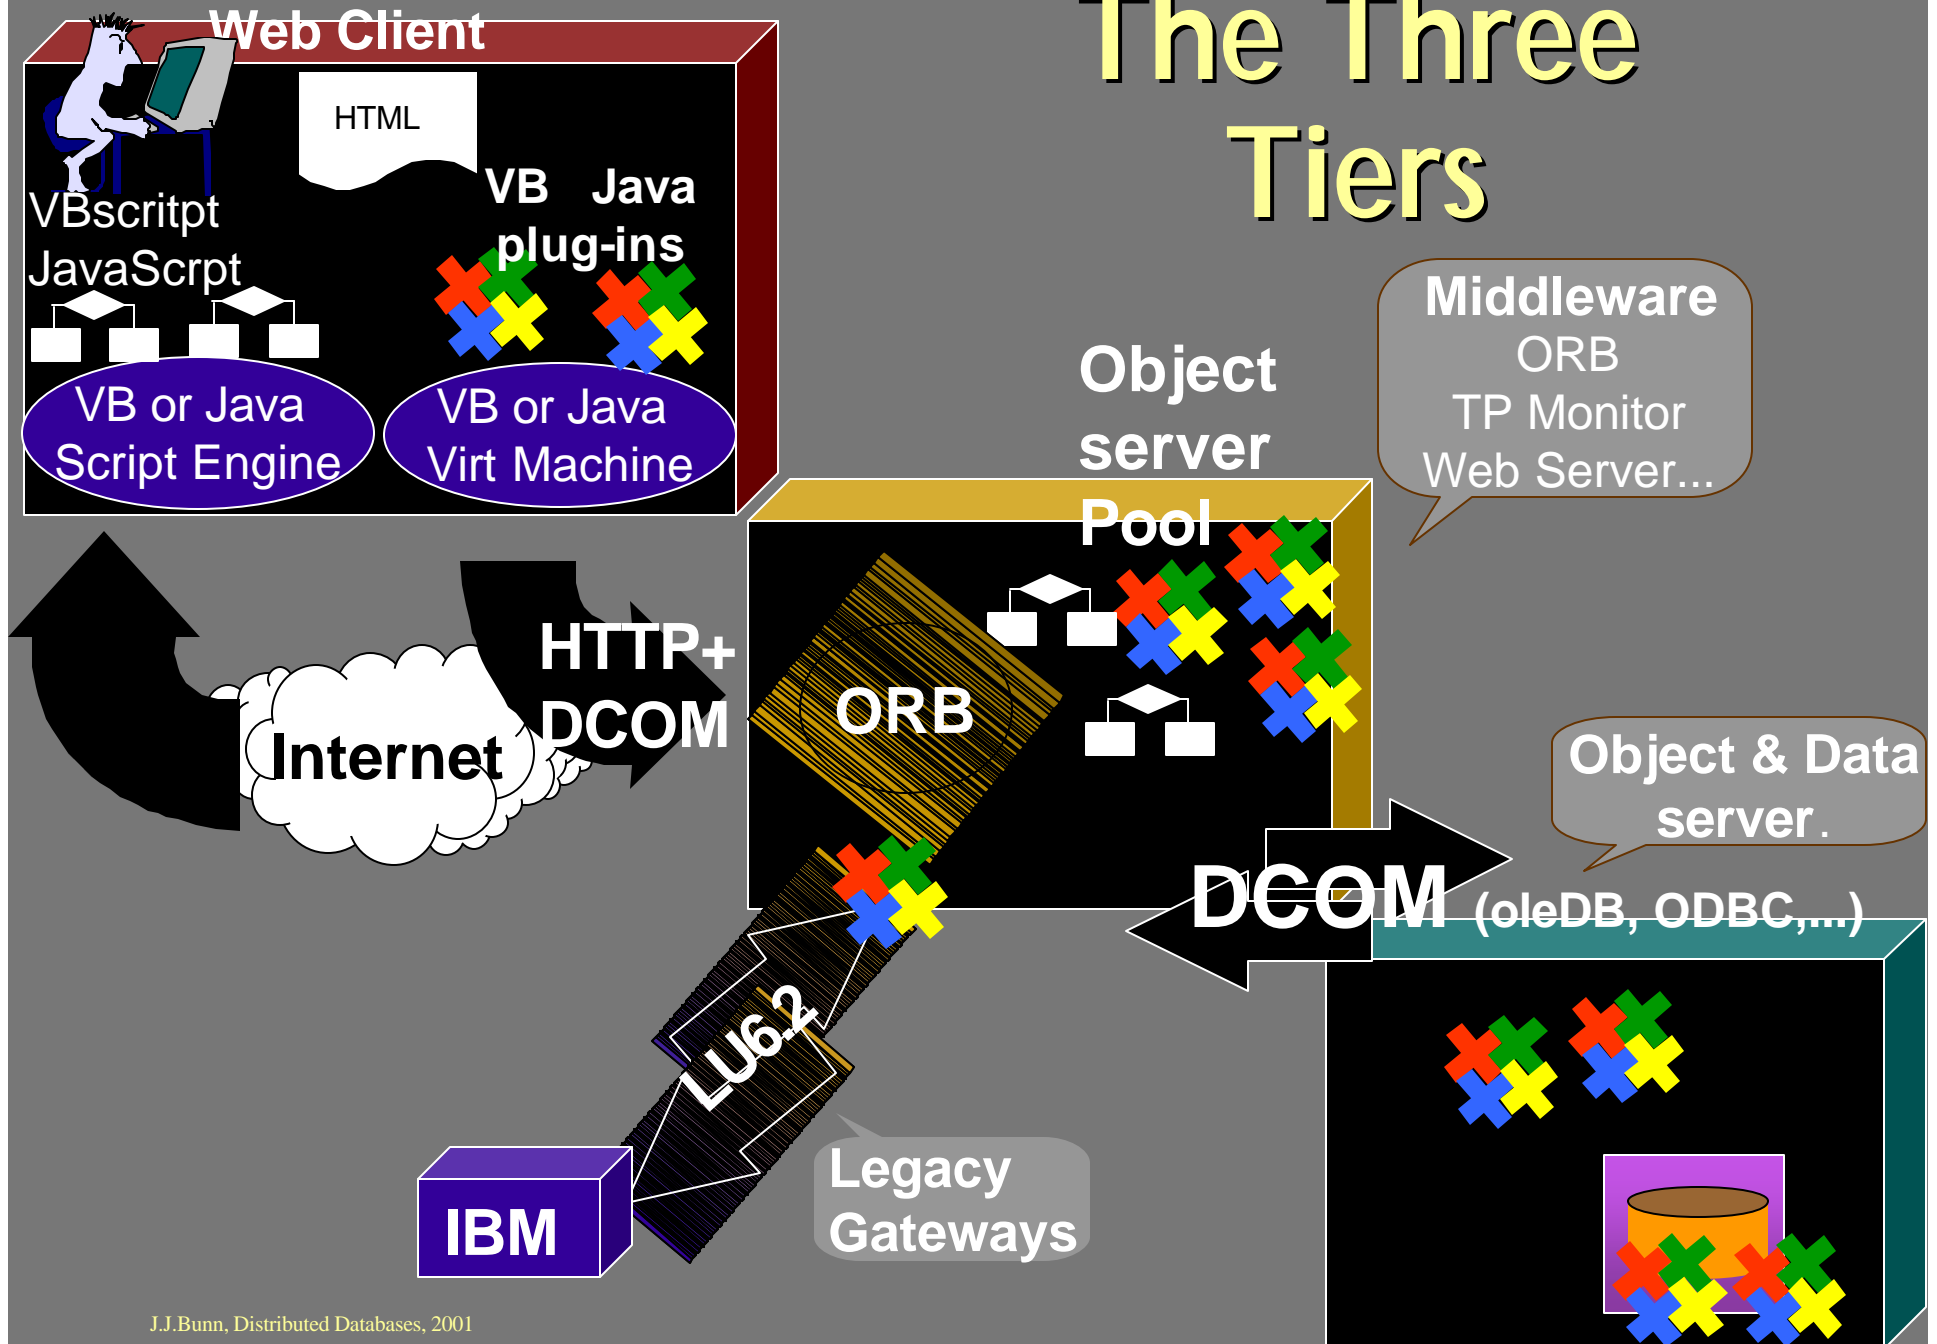 The Three
Tiers
Web Client
HTML
VBscritpt
JavaScrpt
VB Java
plug-ins
VB or Java
Script Engine
VB or Java
Virt Machine
Middleware
ORB
TP Monitor
Web Server...
Object
server
Pool
HTTP+
DCOM
Internet
ORB
Object & Data
server.
DCOM (oleDB, ODBC,...)
LU6.2
Legacy
Gateways
IBM
J.J.Bunn, Distributed Databases, 2001